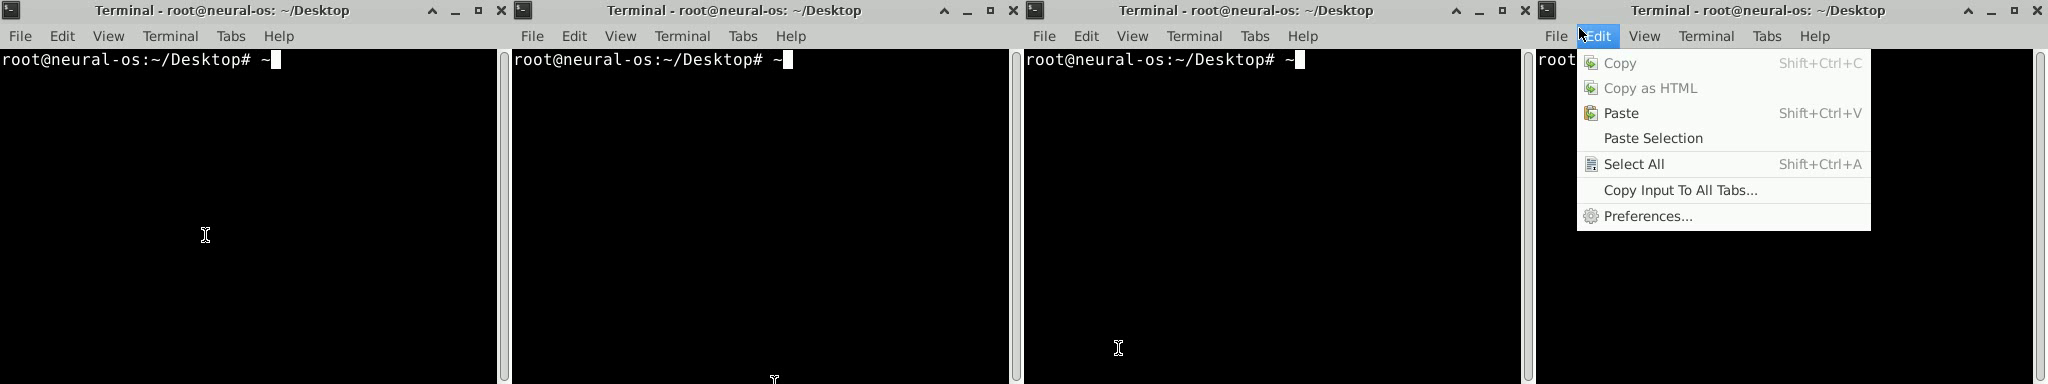 Terminal - root@neural-os: ~/Desktop
File Edit View Terminal Tabs Help
root@neural-os:~/Desktop# ~
Terminal - root@neural-os: ~/Desktop
File Edit View Terminal Tabs Help
root@neural-os:~/Desktop# ~
Terminal - root@neural-os: ~/Desktop
File Edit View Terminal Tabs Help
root@neural-os:~/Desktop# ~
Terminal - root@neural-os: ~/Desktop
File Edit View Terminal Tabs Help
root
Copy Shift+Ctrl+C
Copy as HTML
Paste Shift+Ctrl+V
Paste Selection
Select All Shift+Ctrl+A
Copy Input To All Tabs...
Preferences...